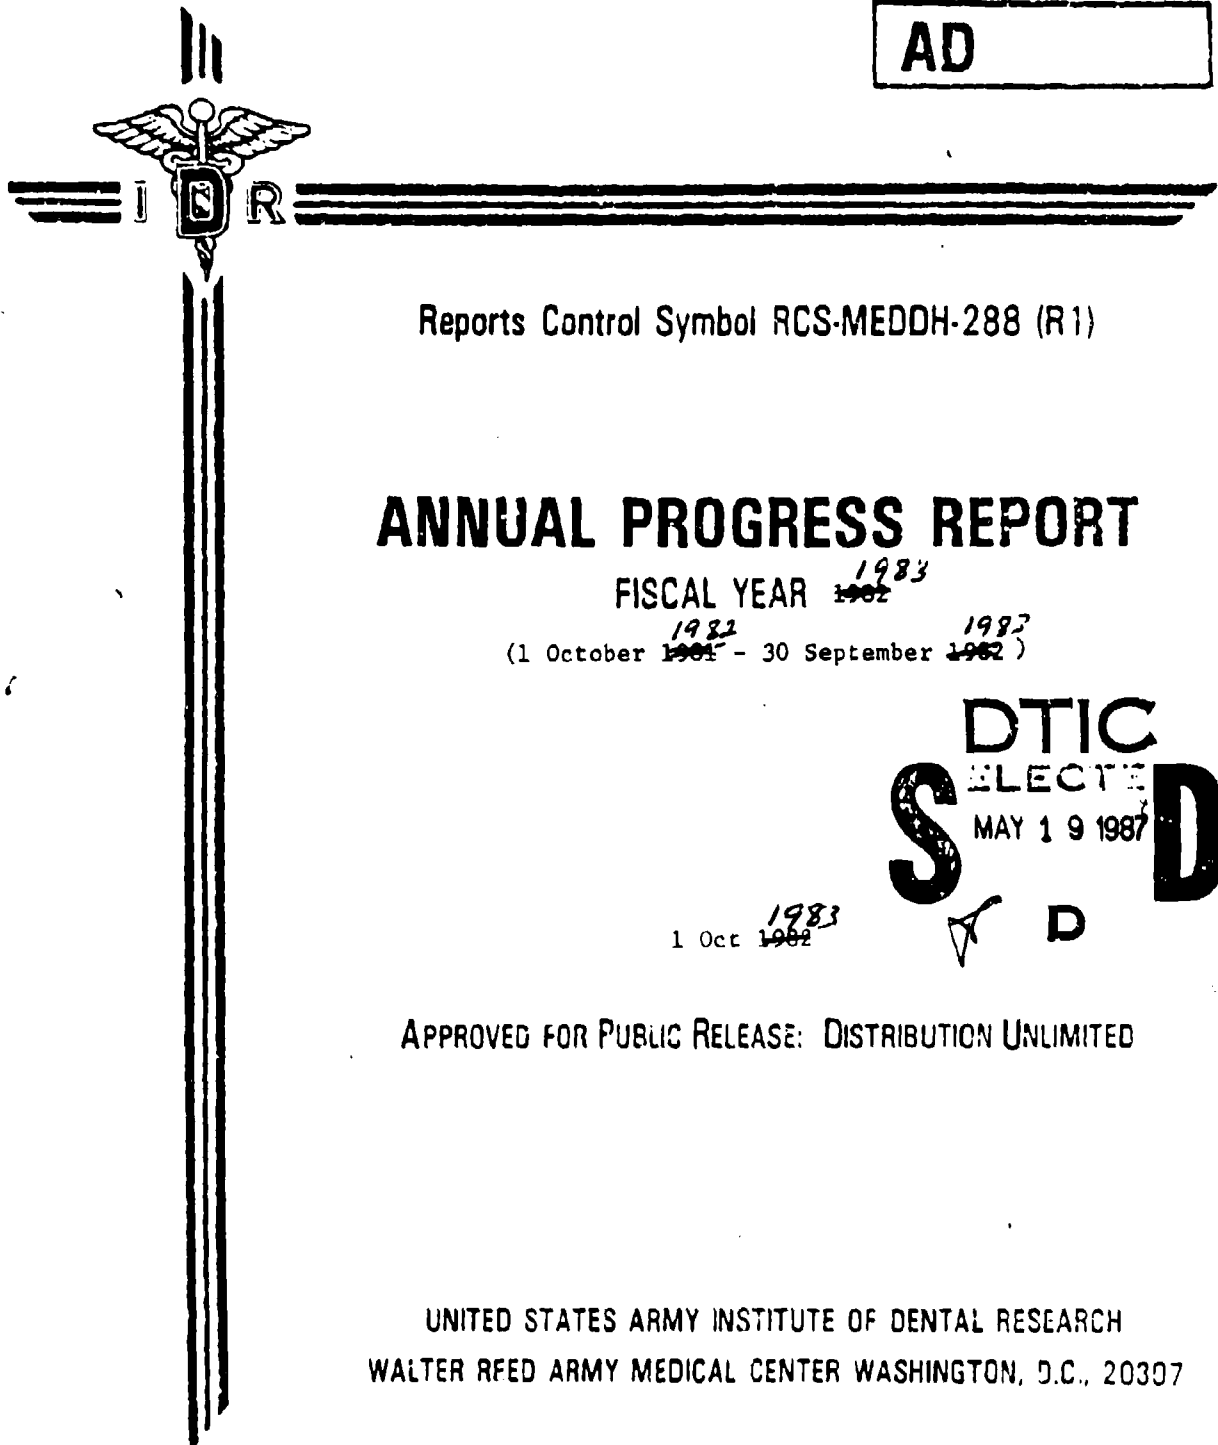 AD
I D R
Reports Control Symbol RCS-MEDDH-288 (R1)
ANNUAL PROGRESS REPORT
1983
FISCAL YEAR 1982
1982 1983
(1 October 1981 - 30 September 1982)
DTIC
S ELECTE D
MAY 19 1987
1983
1 Oct 1982
D
APPROVED FOR PUBLIC RELEASE: DISTRIBUTION UNLIMITED
UNITED STATES ARMY INSTITUTE OF DENTAL RESEARCH
WALTER REED ARMY MEDICAL CENTER WASHINGTON, D.C., 20307